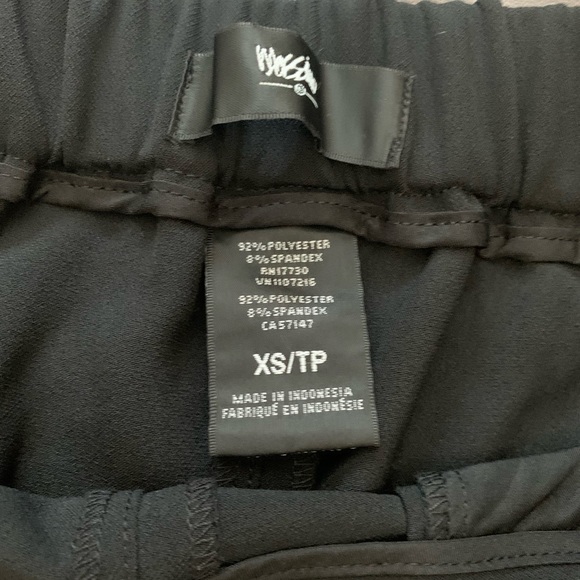 Mossimo
92% POLYESTER
8% SPANDEX
RN17730
VN1107216
92% POLYESTER
8% SPANDEX
CA57147
XS/TP
MADE IN INDONESIA
FABRIQUÉ EN INDONÉSIE